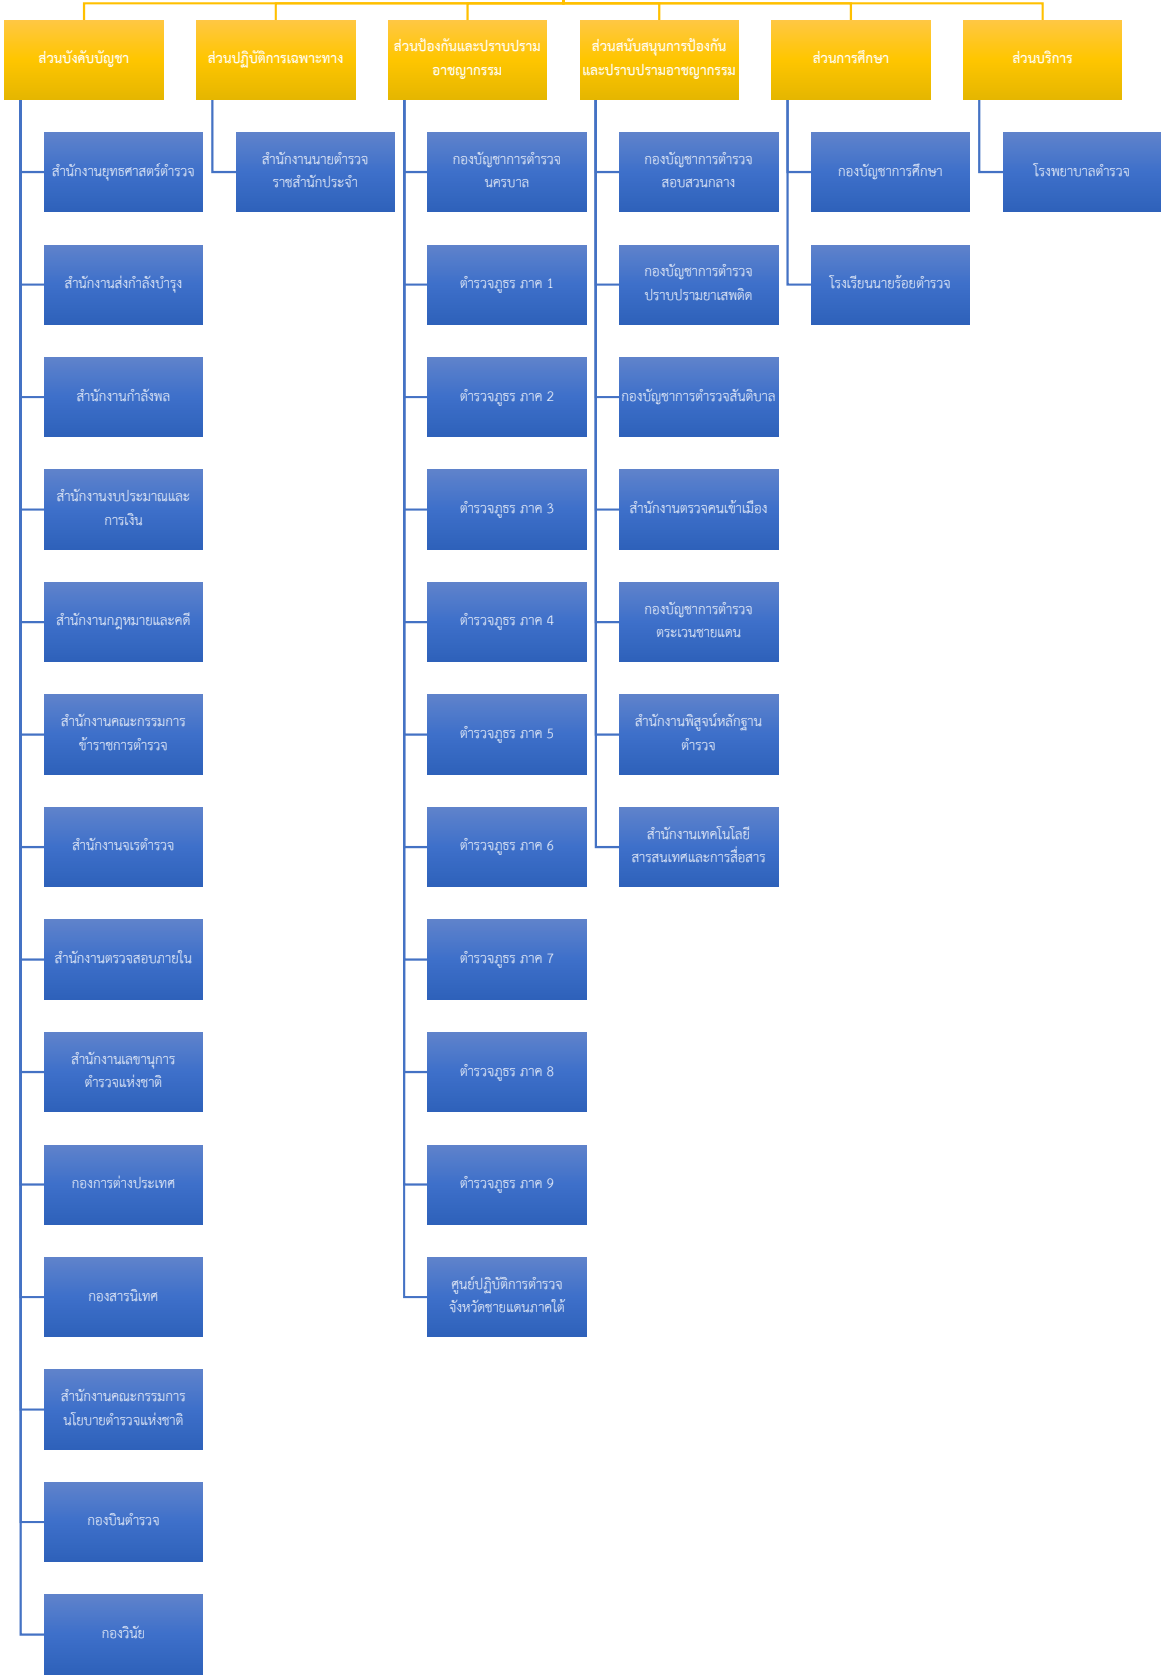 ส่วนบังคับบัญชา
สำนักงานยุทธศาสตร์ตำรวจ
สำนักงานส่งกำลังบำรุง
สำนักงานกำลังพล
สำนักงานงบประมาณและ
การเงิน
สำนักงานกฎหมายและคดี
สำนักงานคณะกรรมการ
ข้าราชการตำรวจ
สำนักงานจเรตำรวจ
สำนักงานตรวจสอบภายใน
สำนักงานเลขานุการ
ตำรวจแห่งชาติ
กองการต่างประเทศ
กองสารนิเทศ
สำนักงานคณะกรรมการ
นโยบายตำรวจแห่งชาติ
กองบินตำรวจ
กองวินัย
ส่วนปฏิบัติการเฉพาะทาง
สำนักงานนายตำรวจ
ราชสำนักประจำ
ส่วนป้องกันและปราบปราม
อาชญากรรม
กองบัญชาการตำรวจ
นครบาล
ตำรวจภูธร ภาค 1
ตำรวจภูธร ภาค 2
ตำรวจภูธร ภาค 3
ตำรวจภูธร ภาค 4
ตำรวจภูธร ภาค 5
ตำรวจภูธร ภาค 6
ตำรวจภูธร ภาค 7
ตำรวจภูธร ภาค 8
ตำรวจภูธร ภาค 9
ศูนย์ปฏิบัติการตำรวจ
จังหวัดชายแดนภาคใต้
ส่วนสนับสนุนการป้องกัน
และปราบปรามอาชญากรรม
กองบัญชาการตำรวจ
สอบสวนกลาง
กองบัญชาการตำรวจ
ปราบปรามยาเสพติด
กองบัญชาการตำรวจสันติบาล
สำนักงานตรวจคนเข้าเมือง
กองบัญชาการตำรวจ
ตระเวนชายแดน
สำนักงานพิสูจน์หลักฐาน
ตำรวจ
สำนักงานเทคโนโลยี
สารสนเทศและการสื่อสาร
ส่วนการศึกษา
กองบัญชาการศึกษา
โรงเรียนนายร้อยตำรวจ
ส่วนบริการ
โรงพยาบาลตำรวจ